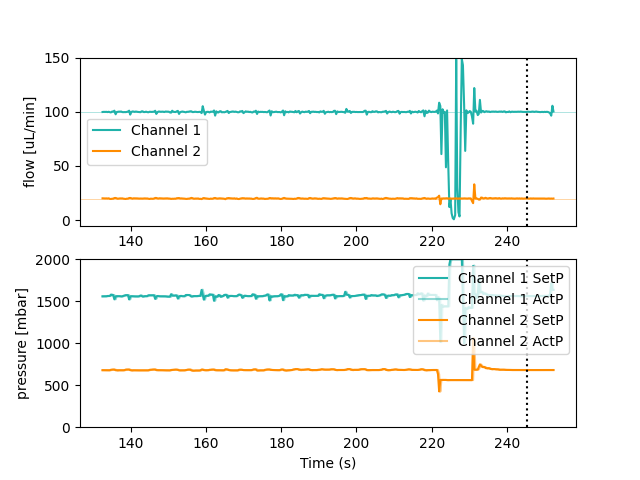 150
100
50
0
flow [uL/min]
Channel 1
Channel 2
140 160 180 200 220 240
2000
1500
1000
500
0
pressure [mbar]
Channel 1 SetP
Channel 1 ActP
Channel 2 SetP
Channel 2 ActP
140 160 180 200 220 240
Time (s)